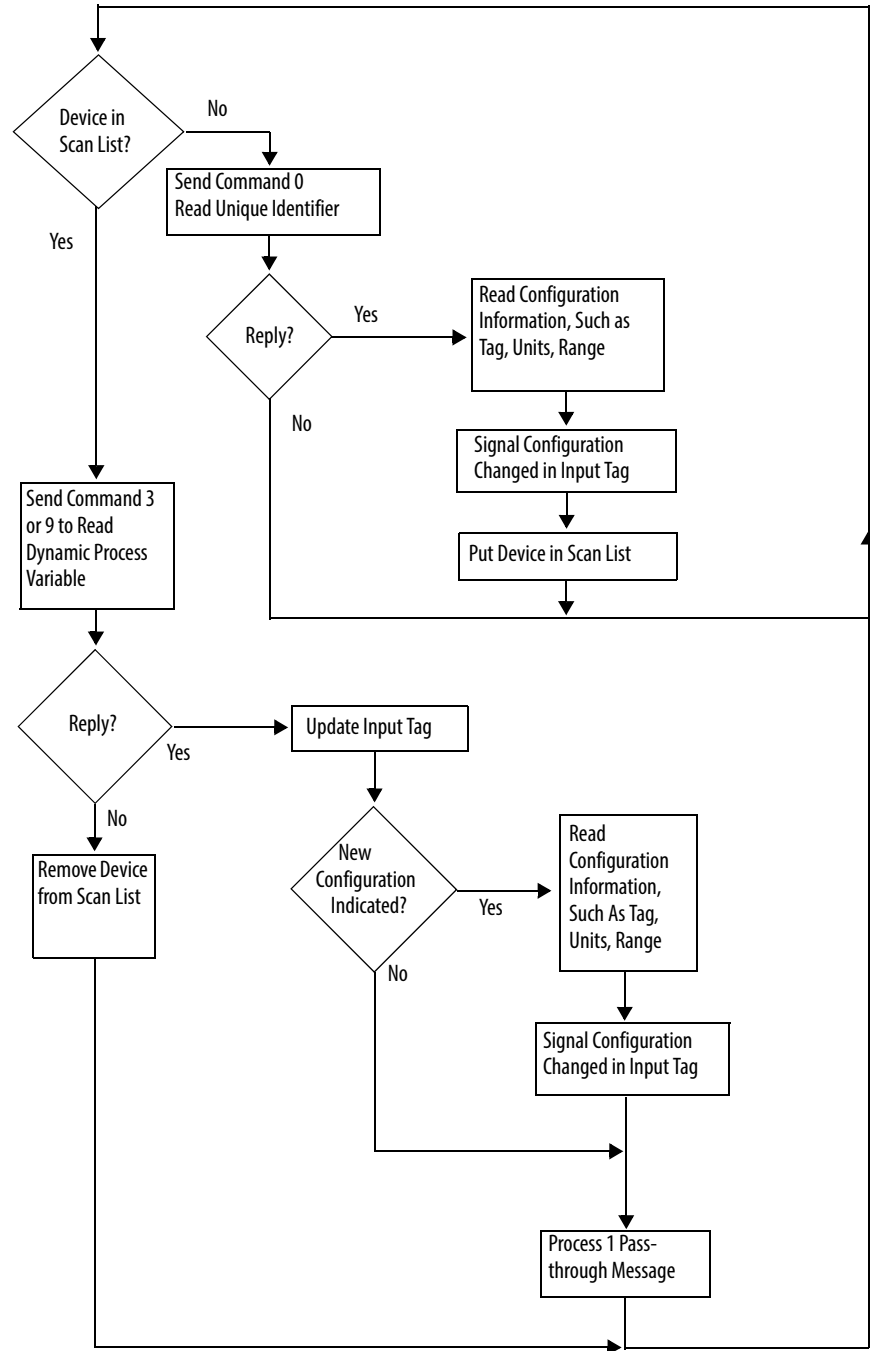 No
Device in
Scan List?
Send Command 0
Read Unique Identifier
Yes
Read Configuration
Information, Such as
Tag, Units, Range
Yes
Reply?
No
Signal Configuration
Changed in Input Tag
Send Command 3
or 9 to Read
Dynamic Process
Variable
Put Device in Scan List
Reply?
Yes
Update Input Tag
No
Remove Device
from Scan List
New
Configuration
Indicated?
Yes
Read
Configuration
Information,
Such As Tag,
Units, Range
No
Signal Configuration
Changed in Input Tag
Process 1 Pass-
through Message